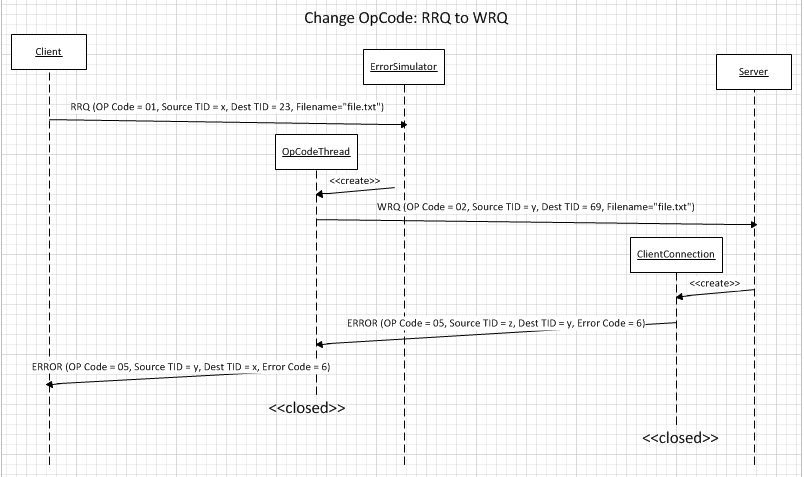 Change OpCode: RRQ to WRQ
Client
ErrorSimulator
Server
RRQ (OP Code = 01, Source TID = x, Dest TID = 23, Filename="file.txt")
OpCodeThread
<<create>>
WRQ (OP Code = 02, Source TID = y, Dest TID = 69, Filename="file.txt")
ClientConnection
<<create>>
ERROR (OP Code = 05, Source TID = z, Dest TID = y, Error Code = 6)
ERROR (OP Code = 05, Source TID = y, Dest TID = x, Error Code = 6)
<<closed>>
<<closed>>